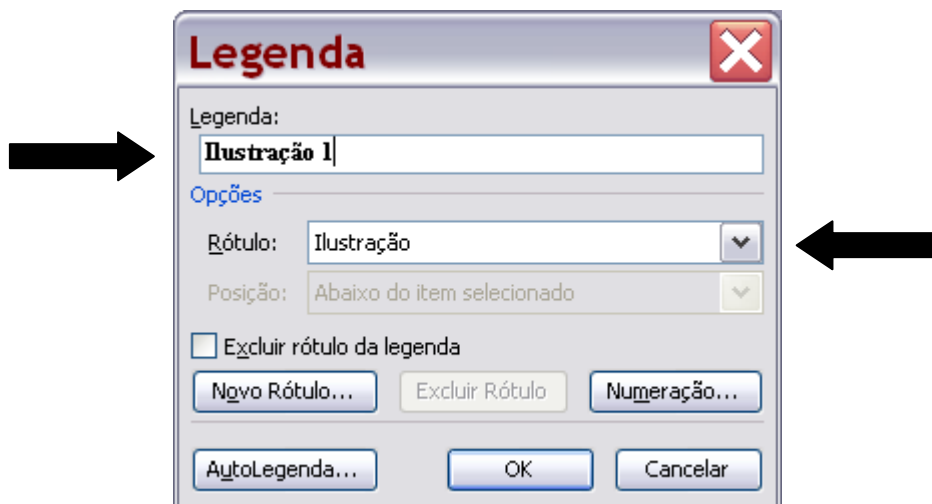 Legenda
Legenda:
Ilustração 1
Opções
Rótulo: Ilustração
Posição: Abaixo do item selecionado
Excluir rótulo da legenda
Novo Rótulo... Excluir Rótulo Numeração...
AutoLegenda... OK Cancelar